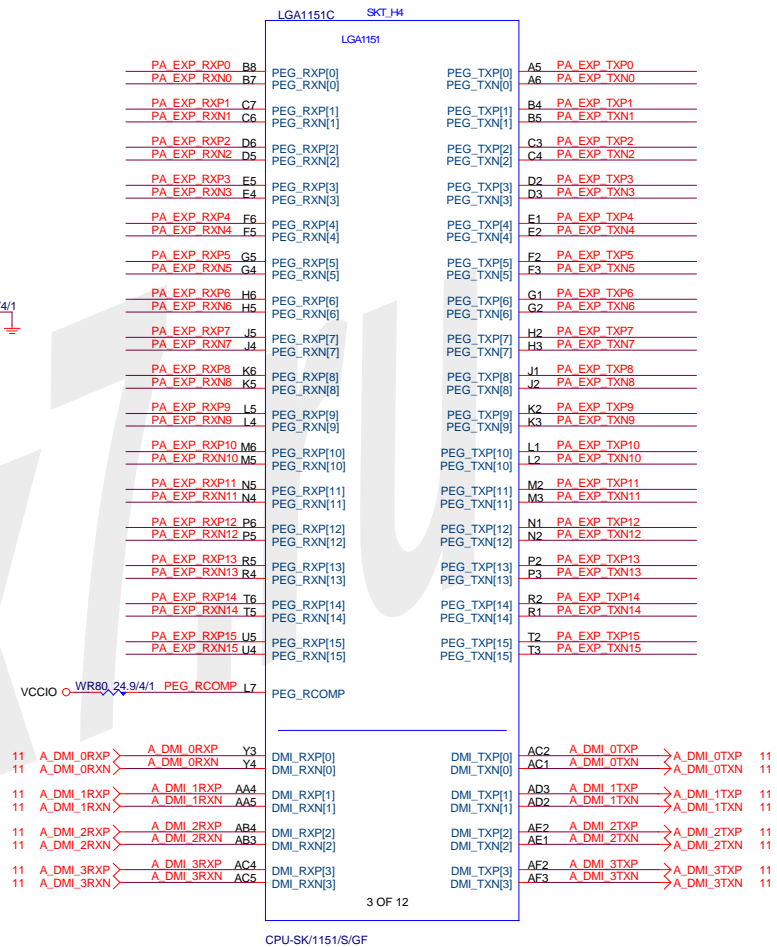 LGA1151C SKT_H4
LGA1151
PA_EXP_RXP0 B8 PEG_RXP[0] PEG_TXP[0] A5 PA_EXP_TXP0
PA_EXP_RXN0 B7 PEG_RXN[0] PEG_TXN[0] A6 PA_EXP_TXN0
PA_EXP_RXP1 C7 PEG_RXP[1] PEG_TXP[1] B4 PA_EXP_TXP1
PA_EXP_RXN1 C6 PEG_RXN[1] PEG_TXN[1] B5 PA_EXP_TXN1
PA_EXP_RXP2 D6 PEG_RXP[2] PEG_TXP[2] C3 PA_EXP_TXP2
PA_EXP_RXN2 D5 PEG_RXN[2] PEG_TXN[2] C4 PA_EXP_TXN2
PA_EXP_RXP3 E5 PEG_RXP[3] PEG_TXP[3] D2 PA_EXP_TXP3
PA_EXP_RXN3 E4 PEG_RXN[3] PEG_TXN[3] D3 PA_EXP_TXN3
PA_EXP_RXP4 F6 PEG_RXP[4] PEG_TXP[4] E1 PA_EXP_TXP4
PA_EXP_RXN4 F5 PEG_RXN[4] PEG_TXN[4] E2 PA_EXP_TXN4
PA_EXP_RXP5 G5 PEG_RXP[5] PEG_TXP[5] F2 PA_EXP_TXP5
PA_EXP_RXN5 G4 PEG_RXN[5] PEG_TXN[5] F3 PA_EXP_TXN5
PA_EXP_RXP6 H6 PEG_RXP[6] PEG_TXP[6] G1 PA_EXP_TXP6
PA_EXP_RXN6 H5 PEG_RXN[6] PEG_TXN[6] G2 PA_EXP_TXN6
4/1
PA_EXP_RXP7 J5 PEG_RXP[7] PEG_TXP[7] H2 PA_EXP_TXP7
PA_EXP_RXN7 J4 PEG_RXN[7] PEG_TXN[7] H3 PA_EXP_TXN7
PA_EXP_RXP8 K6 PEG_RXP[8] PEG_TXP[8] J1 PA_EXP_TXP8
PA_EXP_RXN8 K5 PEG_RXN[8] PEG_TXN[8] J2 PA_EXP_TXN8
PA_EXP_RXP9 L5 PEG_RXP[9] PEG_TXP[9] K2 PA_EXP_TXP9
PA_EXP_RXN9 L4 PEG_RXN[9] PEG_TXN[9] K3 PA_EXP_TXN9
PA_EXP_RXP10 M6 PEG_RXP[10] PEG_TXP[10] L1 PA_EXP_TXP10
PA_EXP_RXN10 M5 PEG_RXN[10] PEG_TXN[10] L2 PA_EXP_TXN10
PA_EXP_RXP11 N5 PEG_RXP[11] PEG_TXP[11] M2 PA_EXP_TXP11
PA_EXP_RXN11 N4 PEG_RXN[11] PEG_TXN[11] M3 PA_EXP_TXN11
PA_EXP_RXP12 P6 PEG_RXP[12] PEG_TXP[12] N1 PA_EXP_TXP12
PA_EXP_RXN12 P5 PEG_RXN[12] PEG_TXN[12] N2 PA_EXP_TXN12
PA_EXP_RXP13 R5 PEG_RXP[13] PEG_TXP[13] P2 PA_EXP_TXP13
PA_EXP_RXN13 R4 PEG_RXN[13] PEG_TXN[13] P3 PA_EXP_TXN13
PA_EXP_RXP14 T6 PEG_RXP[14] PEG_TXP[14] R2 PA_EXP_TXP14
PA_EXP_RXN14 T5 PEG_RXN[14] PEG_TXN[14] R1 PA_EXP_TXN14
PA_EXP_RXP15 U5 PEG_RXP[15] PEG_TXP[15] T2 PA_EXP_TXP15
PA_EXP_RXN15 U4 PEG_RXN[15] PEG_TXN[15] T3 PA_EXP_TXN15
VCCIO WR80 24.9/4/1 PEG_RCOMP L7 PEG_RCOMP
11 A_DMI_0RXP A_DMI_0RXP Y3 DMI_RXP[0] DMI_TXP[0] AC2 A_DMI_0TXP A_DMI_0TXP 11
11 A_DMI_0RXN A_DMI_0RXN Y4 DMI_RXN[0] DMI_TXN[0] AC1 A_DMI_0TXN A_DMI_0TXN 11
11 A_DMI_1RXP A_DMI_1RXP AA4 DMI_RXP[1] DMI_TXP[1] AD3 A_DMI_1TXP A_DMI_1TXP 11
11 A_DMI_1RXN A_DMI_1RXN AA5 DMI_RXN[1] DMI_TXN[1] AD2 A_DMI_1TXN A_DMI_1TXN 11
11 A_DMI_2RXP A_DMI_2RXP AB4 DMI_RXP[2] DMI_TXP[2] AE2 A_DMI_2TXP A_DMI_2TXP 11
11 A_DMI_2RXN A_DMI_2RXN AB3 DMI_RXN[2] DMI_TXN[2] AE1 A_DMI_2TXN A_DMI_2TXN 11
11 A_DMI_3RXP A_DMI_3RXP AC4 DMI_RXP[3] DMI_TXP[3] AF2 A_DMI_3TXP A_DMI_3TXP 11
11 A_DMI_3RXN A_DMI_3RXN AC5 DMI_RXN[3] DMI_TXN[3] AF3 A_DMI_3TXN A_DMI_3TXN 11
3 OF 12
CPU-SK/1151/S/GF